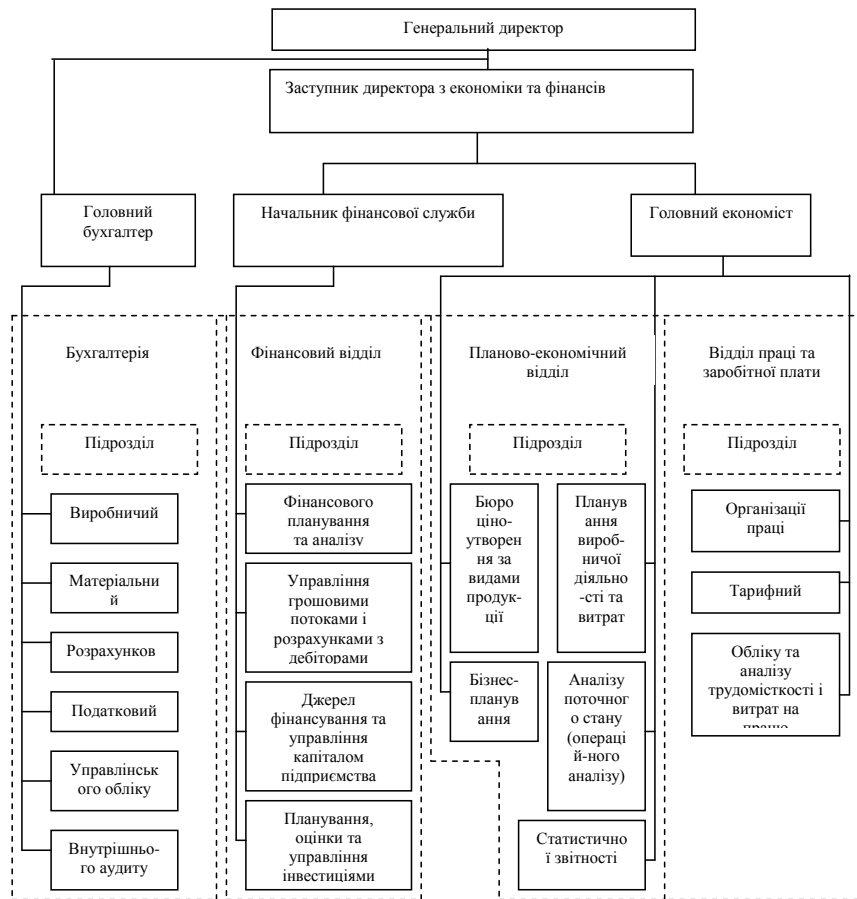 Генеральний директор
Заступник директора з економіки та фінансів
Головний
бухгалтер
Начальник фінансової служби
Головний економіст
Бухгалтерія
Підрозділ
Виробничий
Матеріальни
й
Розрахунков
Податковий
Управлінськ
ого обліку
Внутрішньо-
го аудиту
Фінансовий відділ
Підрозділ
Фінансового
планування
та аналізу
Управління
грошовими
потоками і
розрахунками з
дебіторами
Джерел
фінансування та
управління
капіталом
підприємства
Планування,
оцінки та
управління
інвестиціями
Планово-економічний
відділ
Підрозділ
Бюро
ціно-
утворен
ня за
видами
продук-
ції
Бізнес-
планув
ання
Планув
ання
вироб-
ничої
діяльно
-сті та
витрат
Аналізу
поточног
о стану
(операці
й-ного
аналізу)
Статистично
ї звітності
Відділ праці та
заробітної плати
Підрозділ
Організації
праці
Тарифний
Обліку та
аналізу
трудомісткості і
витрат на
працю